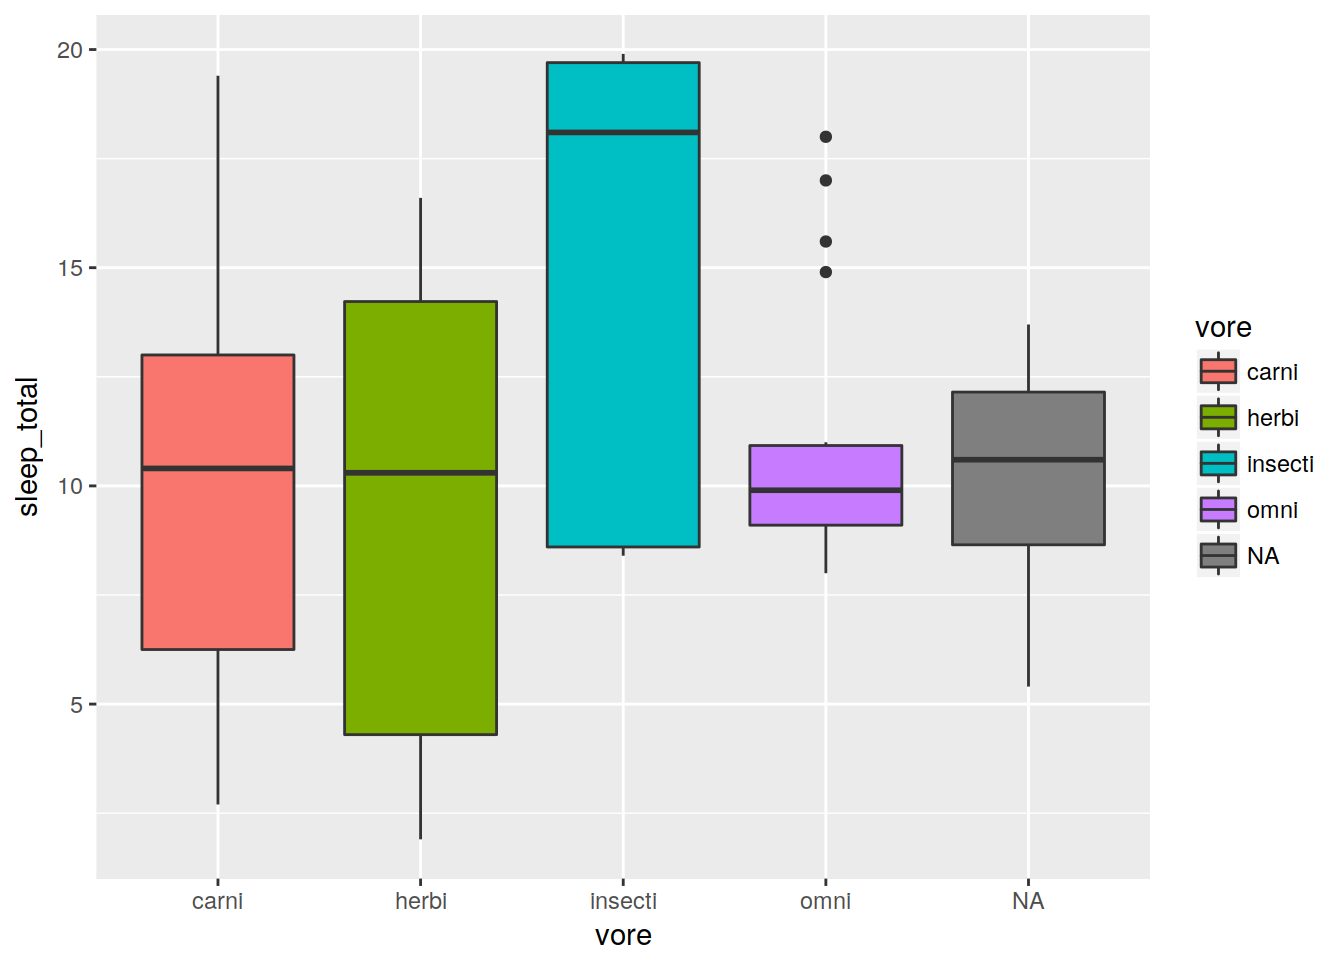 20
15
10
5
sleep_total
carni
herbi
insecti
omni
NA
vore
vore
carni
herbi
insecti
omni
NA